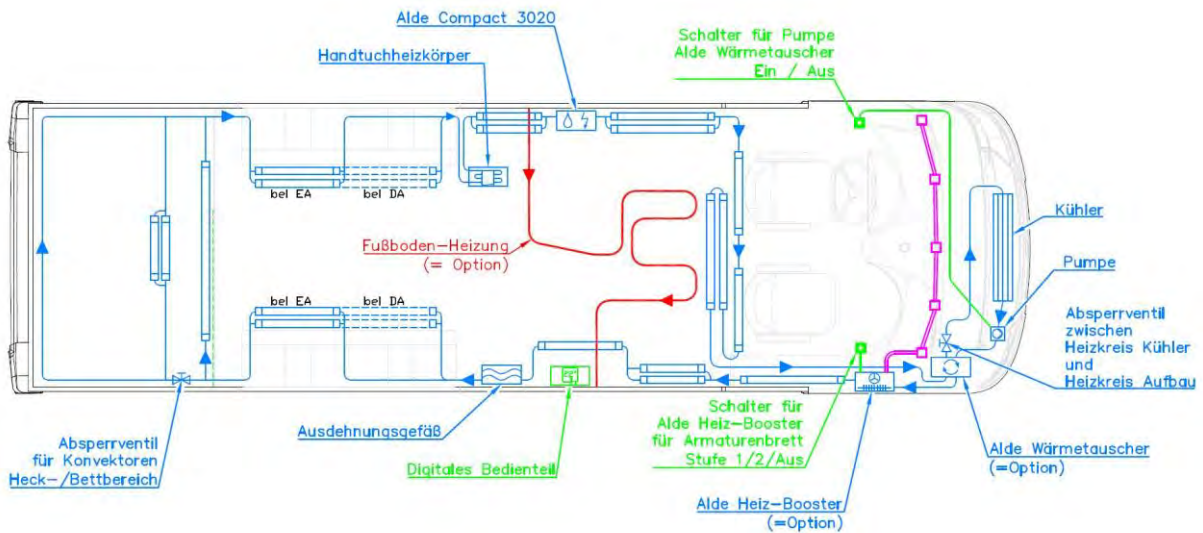 Alde Compact 3020
Handtuchheizkörper
Schalter für Pumpe
Alde Wärmetauscher
Ein / Aus
bei EA
bei DA
Fußboden-Heizung
(= Option)
Kühler
Pumpe
bei EA
bei DA
Absperrventil
zwischen
Heizkreis Kühler
und
Heizkreis Aufbau
Absperrventil
für Konvektoren
Heck-/Bettbereich
Ausdehnungsgefäß
Digitales Bedienteil
Schalter für
Alde Heiz-Booster
für Armaturenbrett
Stufe 1/2/Aus
Alde Wärmetauscher
(=Option)
Alde Heiz-Booster
(=Option)